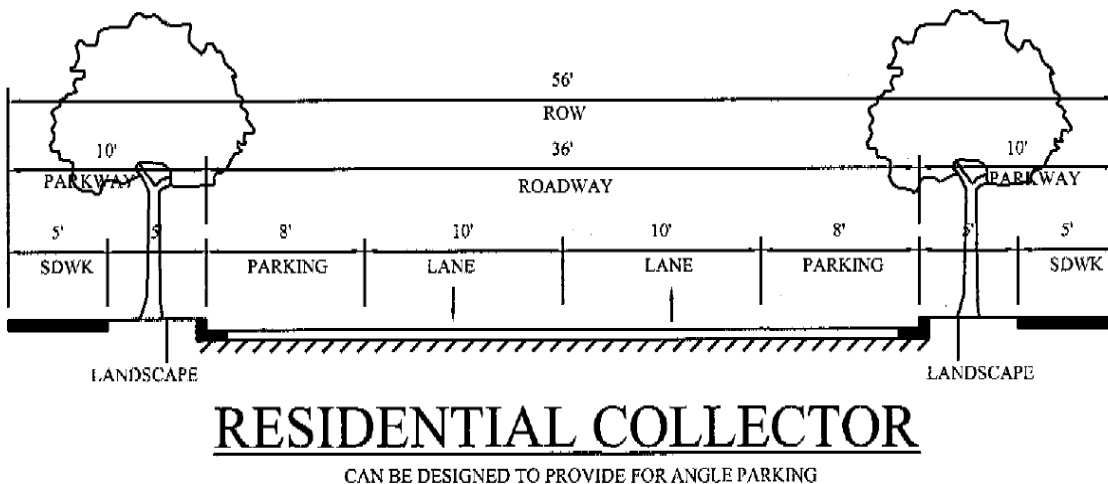 56'
ROW
10' 36' 10'
PARKWAY ROADWAY PARKWAY
5' 5' 8' 10' 10' 8' 5' 5'
SDWK PARKING LANE LANE PARKING SDWK
LANDSCAPE LANDSCAPE
RESIDENTIAL COLLECTOR
CAN BE DESIGNED TO PROVIDE FOR ANGLE PARKING